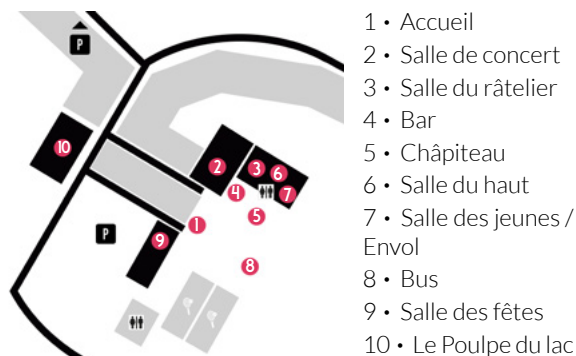 P
10
2
3
6
4
7
5
1
P
9
8
1 • Accueil
2 • Salle de concert
3 • Salle du râtelier
4 • Bar
5 • Châpiteau
6 • Salle du haut
7 • Salle des jeunes /
Envol
8 • Bus
9 • Salle des fêtes
10 • Le Poulpe du lac